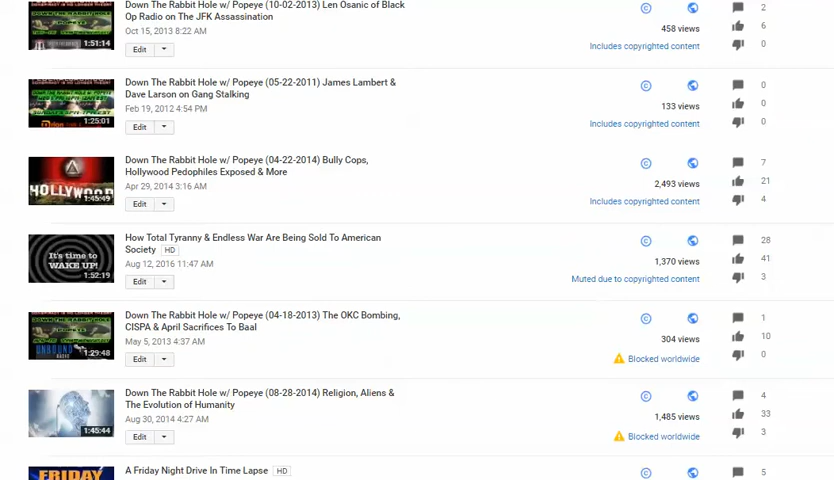 Down The Rabbit Hole w/ Popeye (10-02-2013) Len Osanic of Black
Op Radio on The JFK Assassination
Oct 15, 2013 8:22 AM
Edit
1:51:14
2
458 views
6
Includes copyrighted content
0
Down The Rabbit Hole w/ Popeye (05-22-2011) James Lambert &
Dave Larson on Gang Stalking
Feb 19, 2012 4:54 PM
Edit
1:25:01
0
133 views
0
Includes copyrighted content
0
Down The Rabbit Hole w/ Popeye (04-22-2014) Bully Cops,
Hollywood Pedophiles Exposed & More
Apr 29, 2014 3:16 AM
Edit
HOLLYWOOD
1:45:49
7
2,493 views
21
Includes copyrighted content
4
How Total Tyranny & Endless War Are Being Sold To American
Society HD
Aug 12, 2016 11:47 AM
Edit
It's time to
WAKE UP!
1:52:19
28
1,370 views
41
Muted due to copyrighted content
3
Down The Rabbit Hole w/ Popeye (04-18-2013) The OKC Bombing,
CISPA & April Sacrifices To Baal
May 5, 2013 4:37 AM
Edit
POPEYE
UNBOUND
1:29:48
1
304 views
10
Blocked worldwide
0
Down The Rabbit Hole w/ Popeye (08-28-2014) Religion, Aliens &
The Evolution of Humanity
Aug 30, 2014 4:27 AM
Edit
1:45:44
4
1,485 views
33
Blocked worldwide
3
A Friday Night Drive In Time Lapse HD
FRIDAY
5